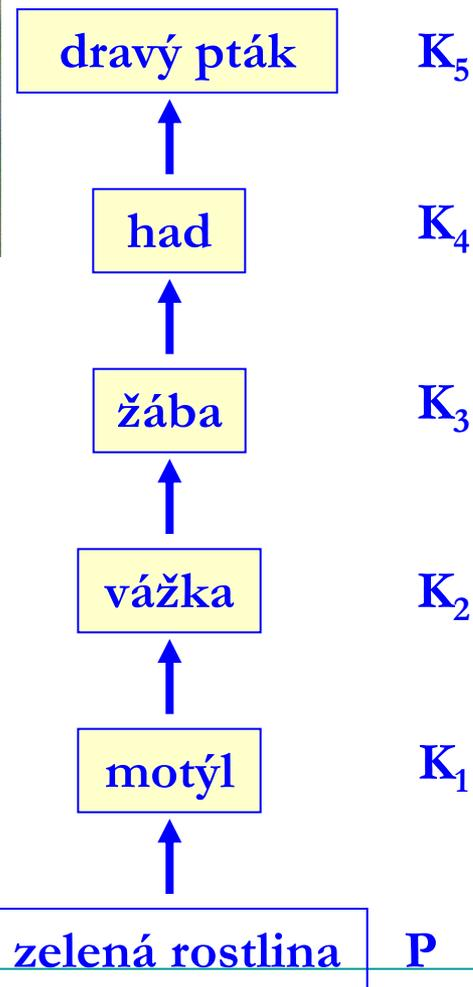 dravý pták K₅
had K₄
žába K₃
vážka K₂
motýl K₁
zelená rostlina P